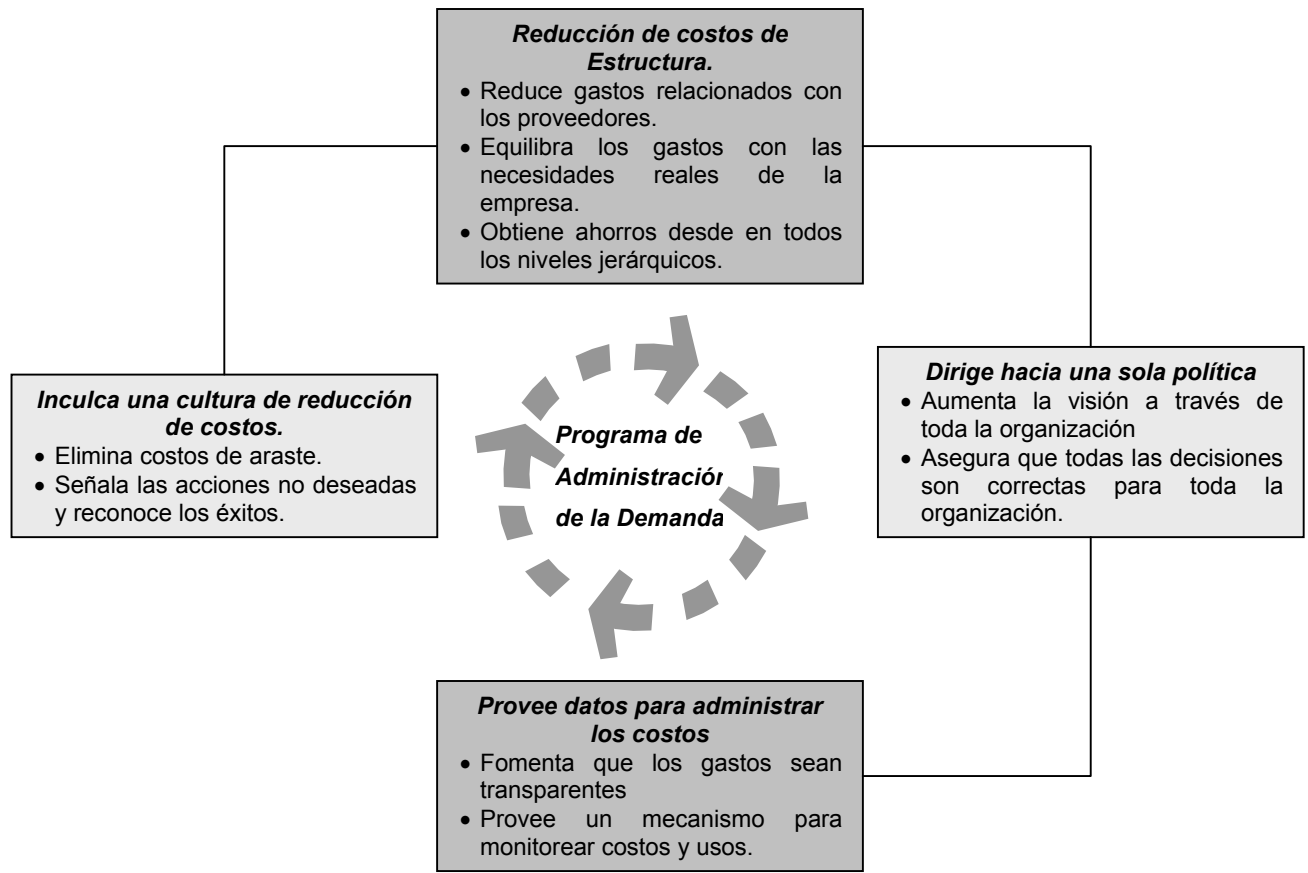 Reducción de costos de
Estructura.
• Reduce gastos relacionados con
los proveedores.
• Equilibra los gastos con las
necesidades reales de la
empresa.
• Obtiene ahorros desde en todos
los niveles jerárquicos.
Inculca una cultura de reducción
de costos.
• Elimina costos de araste.
• Señala las acciones no deseadas
y reconoce los éxitos.
Programa de
Administración
de la Demanda
Dirige hacia una sola política
• Aumenta la visión a través de
toda la organización
• Asegura que todas las decisiones
son correctas para toda la
organización.
Provee datos para administrar
los costos
• Fomenta que los gastos sean
transparentes
• Provee un mecanismo para
monitorear costos y usos.